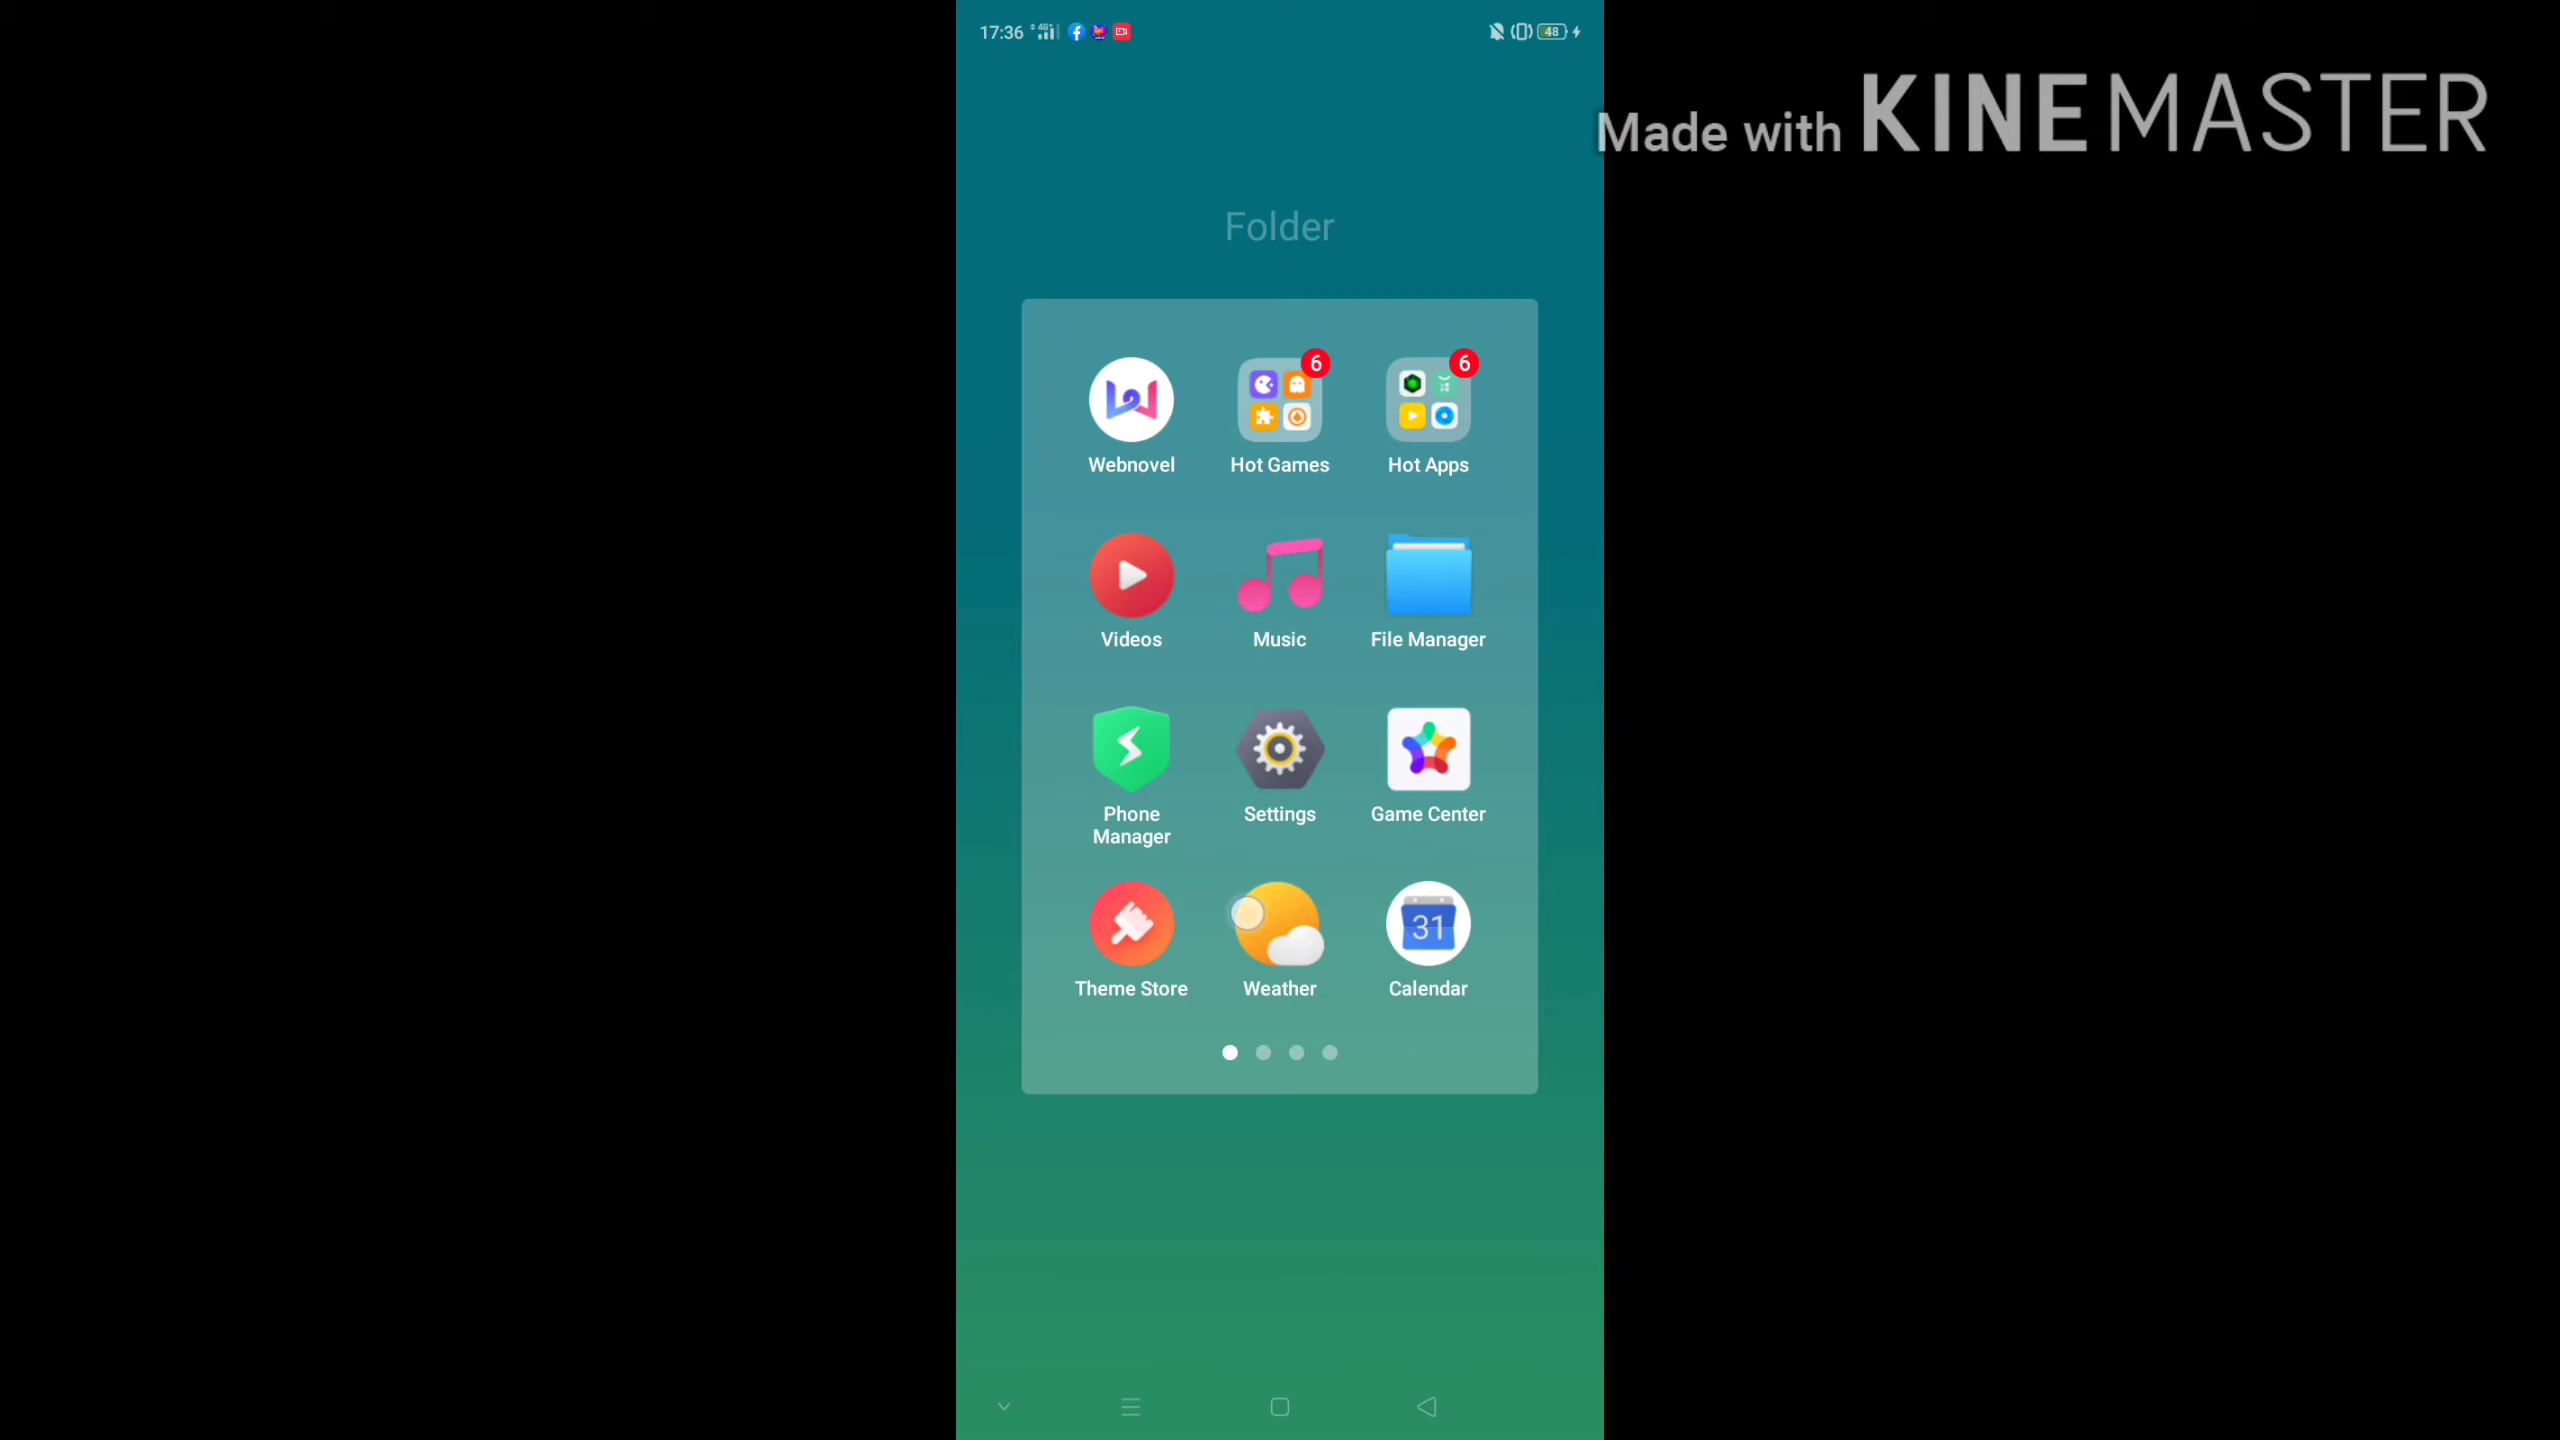 17:36 4G+ 48
Made with KINEMASTER
Folder
6 6
Webnovel Hot Games Hot Apps
Videos Music File Manager
Phone Manager Settings Game Center
31
Theme Store Weather Calendar